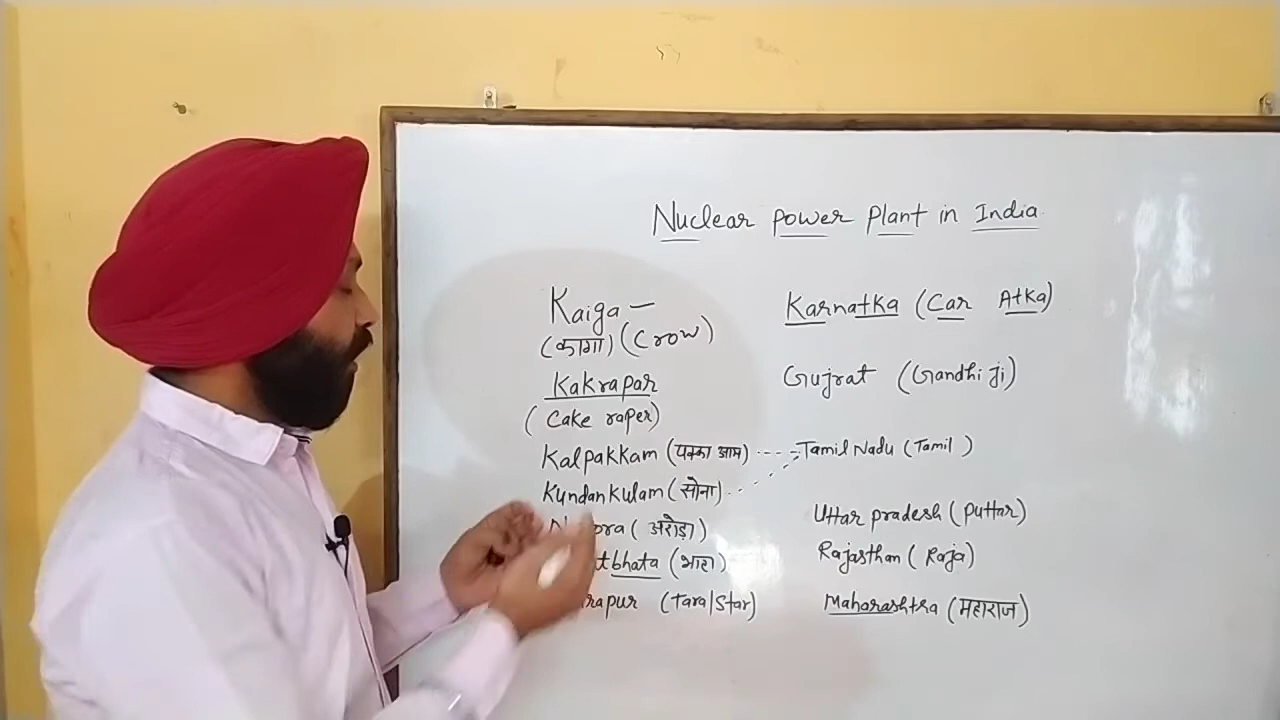 Nuclear power plant in India
Kaiga – Karnatka (Car Atka)
(कागा) (Crow)
Kakrapar Gujrat (Gandhi Ji)
(Cake raper)
Kalpakkam (पक्का आम) --- Tamil Nadu (Tamil )
Kundankulam (सोना)
ora (अरोड़ा) Uttar pradesh (Puttar)
tbhata (भाटा) Rajasthan (Raja)
rapur (Tara/Star) Maharashtra (महाराज)